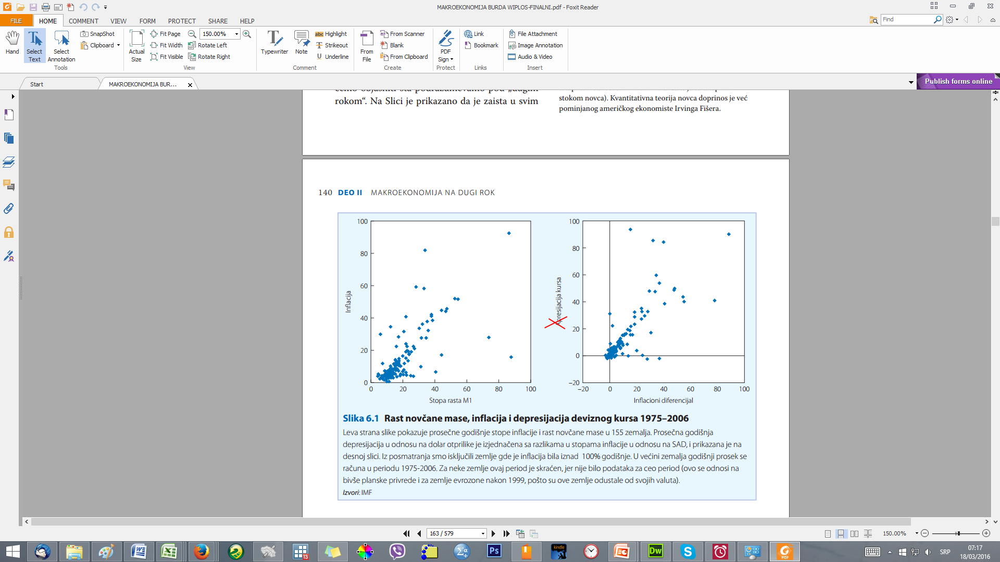 MAKROEKONOMIJA BURDA WIPLOS-FINALNI.pdf - Foxit Reader
FILE HOME COMMENT VIEW FORM PROTECT SHARE HELP
Find
Hand
Select Text
Select Annotation
SnapShot
Clipboard
Tools
Actual Size
Fit Page
Fit Width
Fit Visible
150.00%
Rotate Left
Rotate Right
View
Typewriter
Note
Highlight
Strikeout
Underline
Comment
From File
From Scanner
Blank
From Clipboard
Create
PDF Sign
Protect
Link
Bookmark
Links
File Attachment
Image Annotation
Audio & Video
Insert
Start
MAKROEKONOMIJA BUR...
Publish forms online
rokom“. Na Slici je prikazano da je zaista u svim
stokom novca). Kvantitativna teorija novca doprinos je već
pominjanog američkog ekonomiste Irvinga Fišera.
140 DEO II MAKROEKONOMIJA NA DUGI ROK
Inflacija
100
80
60
40
20
0
0 20 40 60 80 100
Stopa rasta M1
presijacija kursa
100
80
60
40
20
0
–20
–20 0 20 40 60 80 100
Inflacioni diferencijal
Slika 6.1 Rast novčane mase, inflacija i depresijacija deviznog kursa 1975–2006
Leva strana slike pokazuje prosečne godišnje stope inflacije i rast novčane mase u 155 zemalja. Prosečna godišnja
depresijacija u odnosu na dolar otprilike je izjednačena sa razlikama u stopama inflacije u odnosu na SAD, i prikazana je na
desnoj slici. Iz posmatranja smo isključili zemlje gde je inflacija bila iznad 100% godišnje. U većini zemalja godišnji prosek se
računa u periodu 1975-2006. Za neke zemlje ovaj period je skraćen, jer nije bilo podataka za ceo period (ovo se odnosi na
bivše planske privrede i za zemlje evrozone nakon 1999, pošto su ove zemlje odustale od svojih valuta).
Izvori: IMF
163 / 579
150.00%
13
Ps
kindle
Dw
PDF
SRP
07:17
18/03/2016